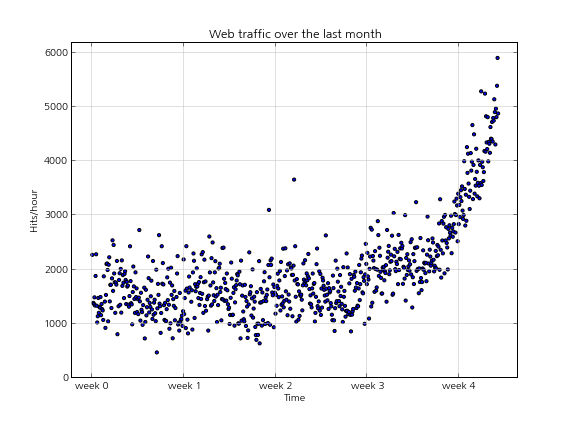 Web traffic over the last month
6000
5000
4000
3000
2000
1000
0
Hits/hour
week 0 week 1 week 2 week 3 week 4
Time